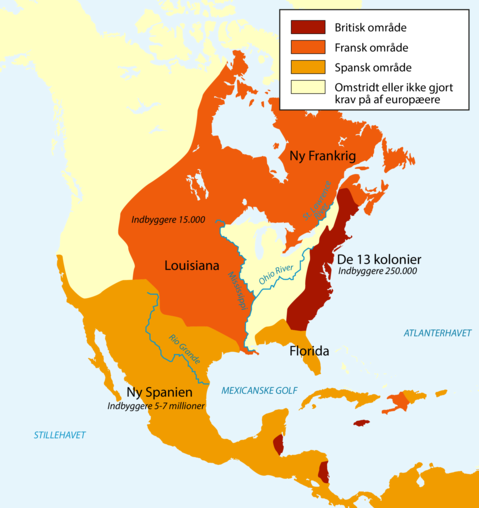 Britisk område
Fransk område
Spansk område
Omstridt eller ikke gjort
krav på af europæere
Ny Frankrig
Indbyggere 15.000
Louisiana
Mississippi
Ohio River
De 13 kolonier
Indbyggere 250.000
Rio Grande
Florida
ATLANTERHAVET
Ny Spanien
Indbyggere 5-7 millioner
MEXICANSKE GOLF
STILLEHAVET